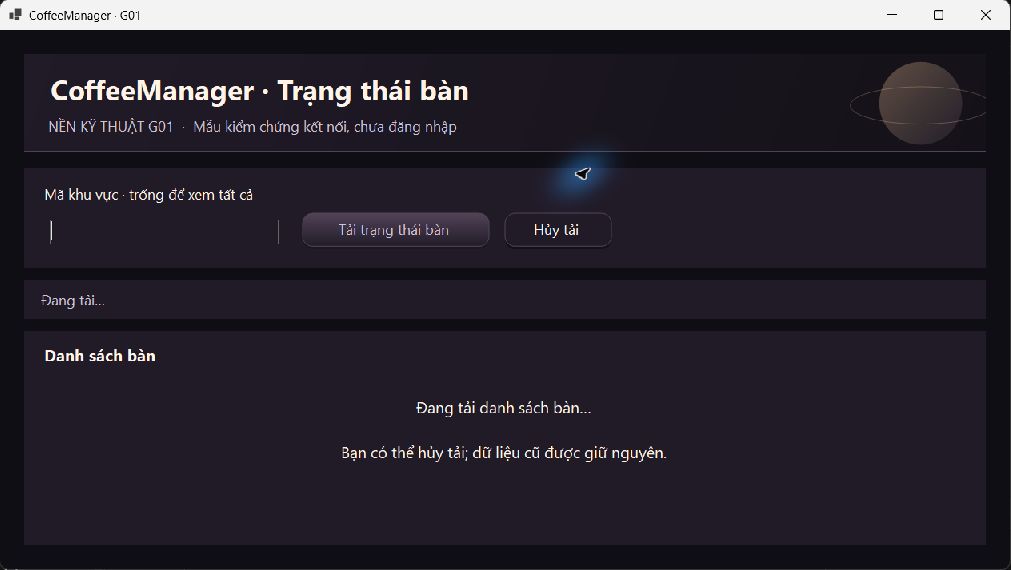 CoffeeManager · G01
CoffeeManager · Trạng thái bàn
NỀN KỸ THUẬT G01 · Mẫu kiểm chứng kết nối, chưa đăng nhập
Mã khu vực · trống để xem tất cả
Tải trạng thái bàn
Hủy tải
Đang tải...
Danh sách bàn
Đang tải danh sách bàn...
Bạn có thể hủy tải; dữ liệu cũ được giữ nguyên.